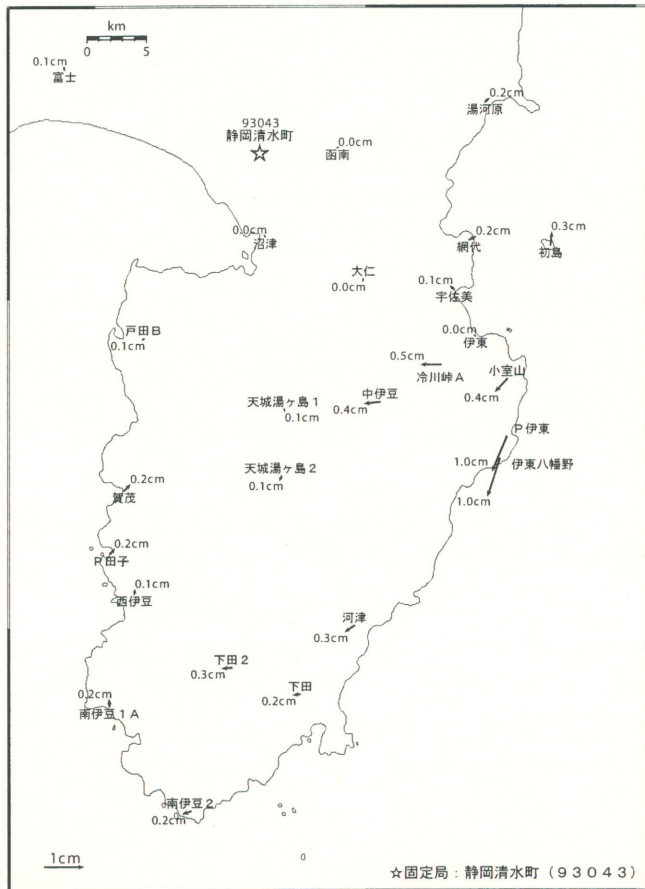 km
0 5
0.1cm
富士
0.2cm
湯河原
93043
静岡清水町
0.0cm
函南
0.0cm
沼津
0.2cm
網代
0.3cm
初島
大仁
0.0cm
0.1cm
宇佐美
0.0cm
伊東
戸田B
0.1cm
0.5cm
冷川峠A
小室山
0.4cm
中伊豆
0.4cm
天城湯ヶ島1
0.1cm
P伊東
1.0cm
伊東八幡野
1.0cm
天城湯ヶ島2
0.1cm
0.2cm
賀茂
0.2cm
P田子
0.1cm
西伊豆
河津
0.3cm
下田2
0.3cm
下田
0.2cm
0.2cm
南伊豆1A
南伊豆2
0.2cm
1cm
☆固定局:静岡清水町(93043)